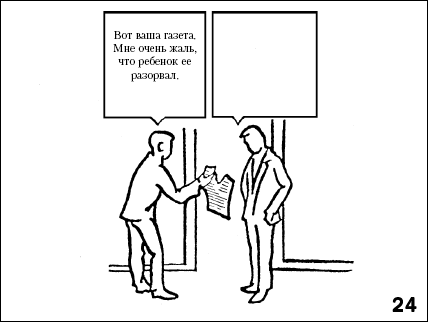 Вот ваша газета.
Мне очень жаль,
что ребенок ее
разорвал.
24